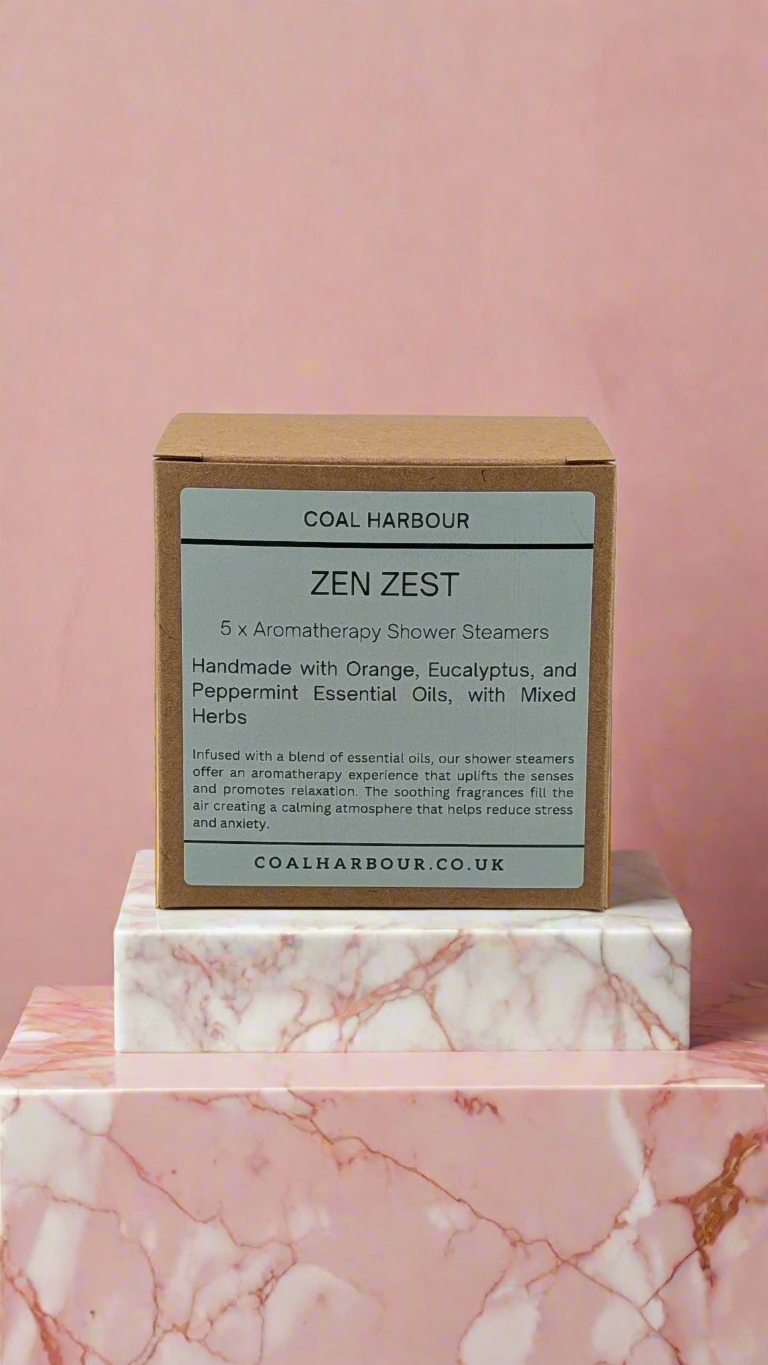 COAL HARBOUR
ZEN ZEST
5 x Aromatherapy Shower Steamers
Handmade with Orange, Eucalyptus, and
Peppermint Essential Oils, with Mixed
Herbs
Infused with a blend of essential oils, our shower steamers
offer an aromatherapy experience that uplifts the senses
and promotes relaxation. The soothing fragrances fill the
air creating a calming atmosphere that helps reduce stress
and anxiety.
COALHARBOUR.CO.UK